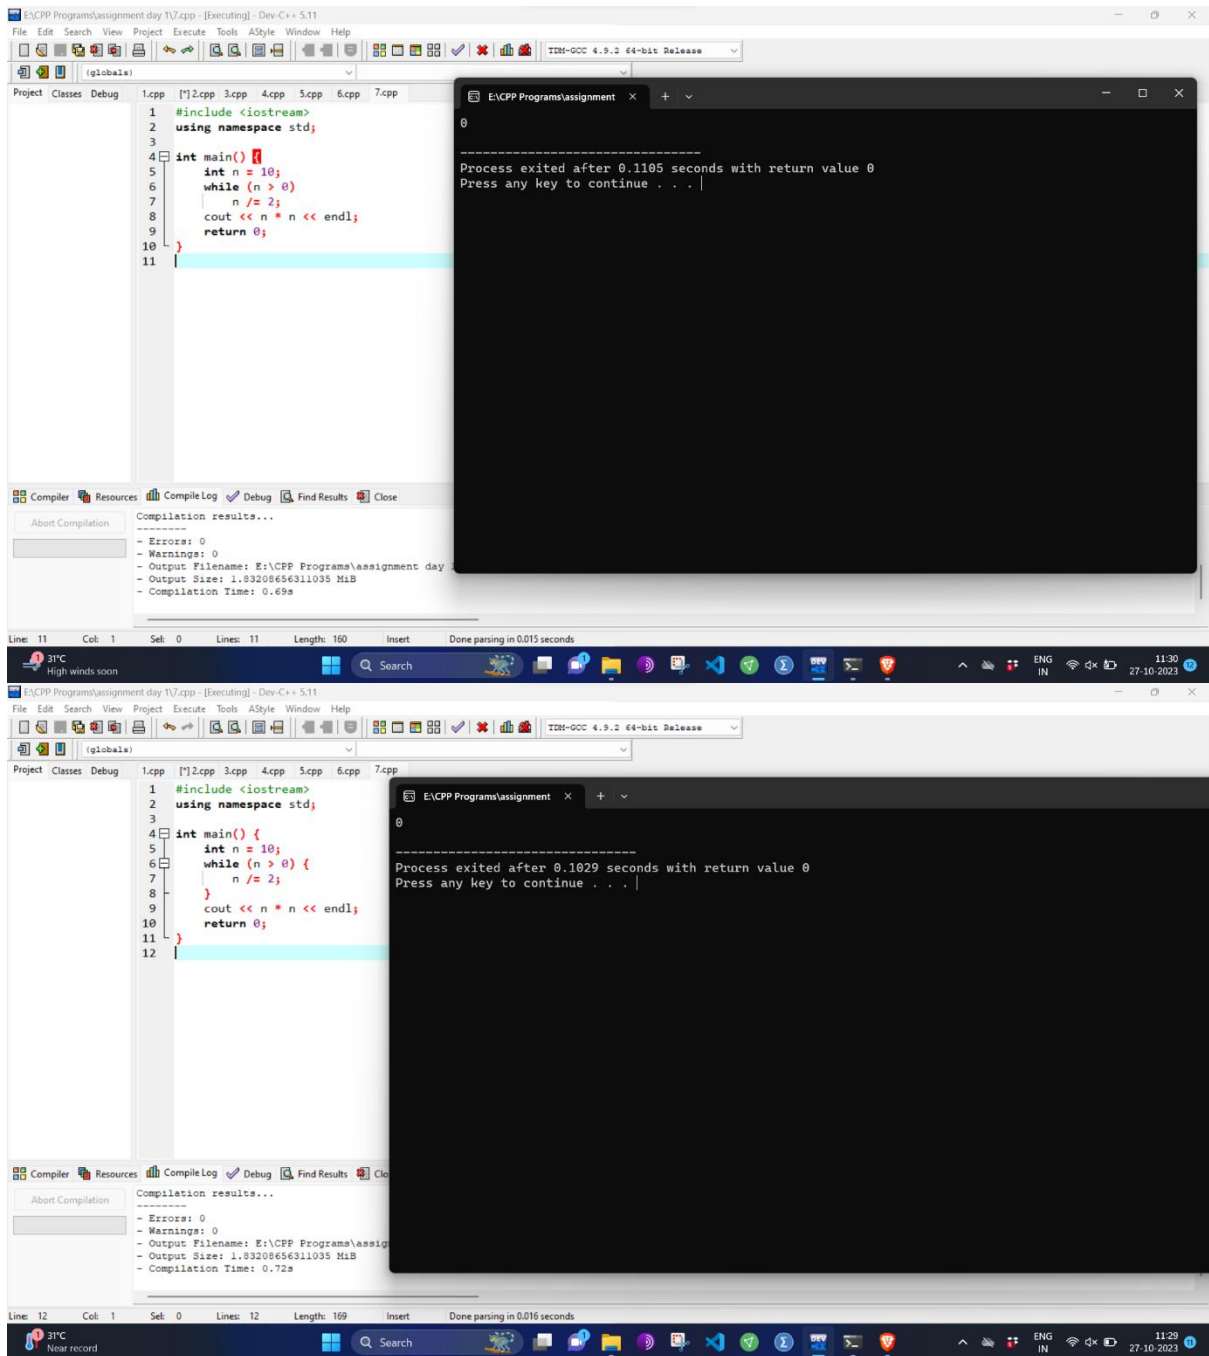 E:\CPP Programs\assignment day 1\7.cpp - [Executing] - Dev-C++ 5.11
File Edit Search View Project Execute Tools AStyle Window Help
TDM-GCC 4.9.2 64-bit Release
(globals)
Project Classes Debug
1.cpp [*] 2.cpp 3.cpp 4.cpp 5.cpp 6.cpp 7.cpp
1 #include <iostream>
2 using namespace std;
3
4 int main() {
5 int n = 10;
6 while (n > 0)
7 n /= 2;
8 cout << n * n << endl;
9 return 0;
10 }
11
E:\CPP Programs\assignment
0
--------------------------------
Process exited after 0.1105 seconds with return value 0
Press any key to continue . . .
Compiler Resources Compile Log Debug Find Results Close
Abort Compilation
Compilation results...
--------
- Errors: 0
- Warnings: 0
- Output Filename: E:\CPP Programs\assignment day
- Output Size: 1.83208656311035 MiB
- Compilation Time: 0.69s
Line: 11 Col: 1 Sel: 0 Lines: 11 Length: 160 Insert Done parsing in 0.015 seconds
1
31°C
High winds soon
Search
DEV
ENG
IN
11:30
27-10-2023
12
E:\CPP Programs\assignment day 1\7.cpp - [Executing] - Dev-C++ 5.11
File Edit Search View Project Execute Tools AStyle Window Help
TDM-GCC 4.9.2 64-bit Release
(globals)
Project Classes Debug
1.cpp [*] 2.cpp 3.cpp 4.cpp 5.cpp 6.cpp 7.cpp
1 #include <iostream>
2 using namespace std;
3
4 int main() {
5 int n = 10;
6 while (n > 0) {
7 n /= 2;
8 }
9 cout << n * n << endl;
10 return 0;
11 }
12
E:\CPP Programs\assignment
0
--------------------------------
Process exited after 0.1029 seconds with return value 0
Press any key to continue . . .
Compiler Resources Compile Log Debug Find Results Clo
Abort Compilation
Compilation results...
--------
- Errors: 0
- Warnings: 0
- Output Filename: E:\CPP Programs\assig
- Output Size: 1.83208656311035 MiB
- Compilation Time: 0.72s
Line: 12 Col: 1 Sel: 0 Lines: 12 Length: 169 Insert Done parsing in 0.016 seconds
1
31°C
Near record
Search
DEV
ENG
IN
11:29
27-10-2023
11